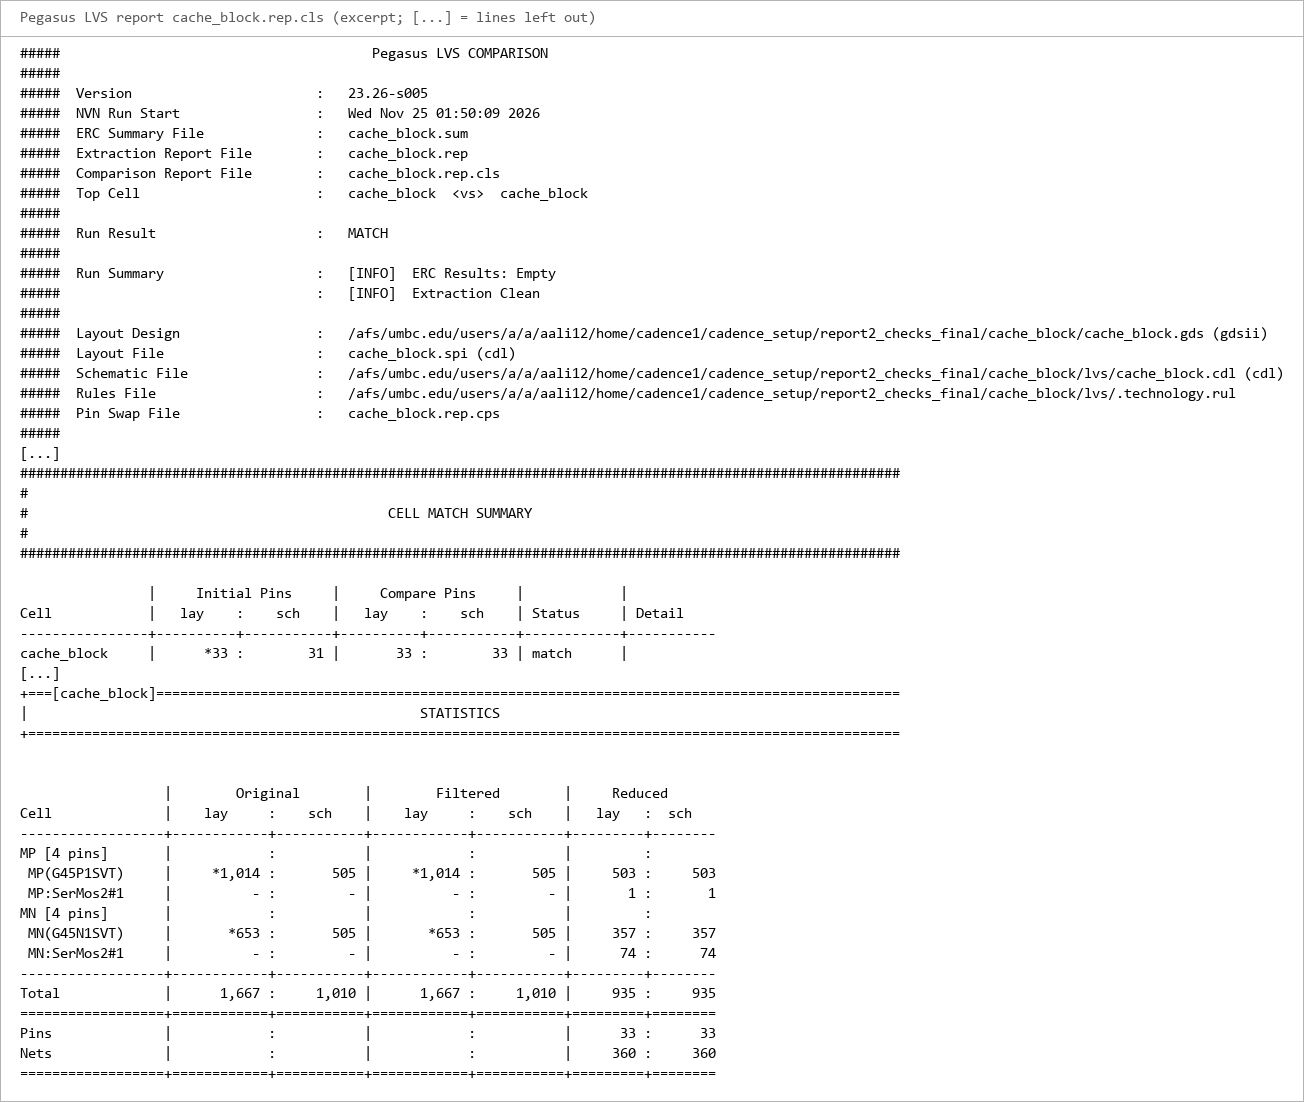 Pegasus LVS report cache_block.rep.cls (excerpt; [...] = lines left out)
#####                                       Pegasus LVS COMPARISON
#####
#####  Version                       :   23.26-s005
#####  NVN Run Start                 :   Wed Nov 25 01:50:09 2026
#####  ERC Summary File              :   cache_block.sum
#####  Extraction Report File        :   cache_block.rep
#####  Comparison Report File        :   cache_block.rep.cls
#####  Top Cell                      :   cache_block  <vs>  cache_block
#####
#####  Run Result                    :   MATCH
#####
#####  Run Summary                   :   [INFO]  ERC Results: Empty
#####                                :   [INFO]  Extraction Clean
#####
#####  Layout Design                 :   /afs/umbc.edu/users/a/a/aali12/home/cadence1/cadence_setup/report2_checks_final/cache_block/cache_block.gds (gdsii)
#####  Layout File                   :   cache_block.spi (cdl)
#####  Schematic File                :   /afs/umbc.edu/users/a/a/aali12/home/cadence1/cadence_setup/report2_checks_final/cache_block/lvs/cache_block.cdl (cdl)
#####  Rules File                    :   /afs/umbc.edu/users/a/a/aali12/home/cadence1/cadence_setup/report2_checks_final/cache_block/lvs/.technology.rul
#####  Pin Swap File                 :   cache_block.rep.cps
#####
[...]
##############################################################################################################
#
#                                             CELL MATCH SUMMARY
#
##############################################################################################################
                |     Initial Pins     |     Compare Pins     |            |
Cell            |   lay    :    sch    |   lay    :    sch    | Status     | Detail
----------------+----------+-----------+----------+-----------+------------+-----------
cache_block     |      *33 :        31 |       33 :        33 | match      |
[...]
+===[cache_block]=============================================================================================
|                                                 STATISTICS
+=============================================================================================================
                  |        Original        |        Filtered        |     Reduced
Cell              |    lay     :    sch    |    lay     :    sch    |   lay   :  sch
------------------+------------+-----------+------------+-----------+---------+--------
MP [4 pins]       |            :           |            :           |         :
 MP(G45P1SVT)     |     *1,014 :       505 |     *1,014 :       505 |     503 :     503
 MP:SerMos2#1     |          - :         - |          - :         - |       1 :       1
MN [4 pins]       |            :           |            :           |         :
 MN(G45N1SVT)     |       *653 :       505 |       *653 :       505 |     357 :     357
 MN:SerMos2#1     |          - :         - |          - :         - |      74 :      74
------------------+------------+-----------+------------+-----------+---------+--------
Total             |      1,667 :     1,010 |      1,667 :     1,010 |     935 :     935
==================+============+===========+============+===========+=========+========
Pins              |            :           |            :           |      33 :      33
Nets              |            :           |            :           |     360 :     360
==================+============+===========+============+===========+=========+========